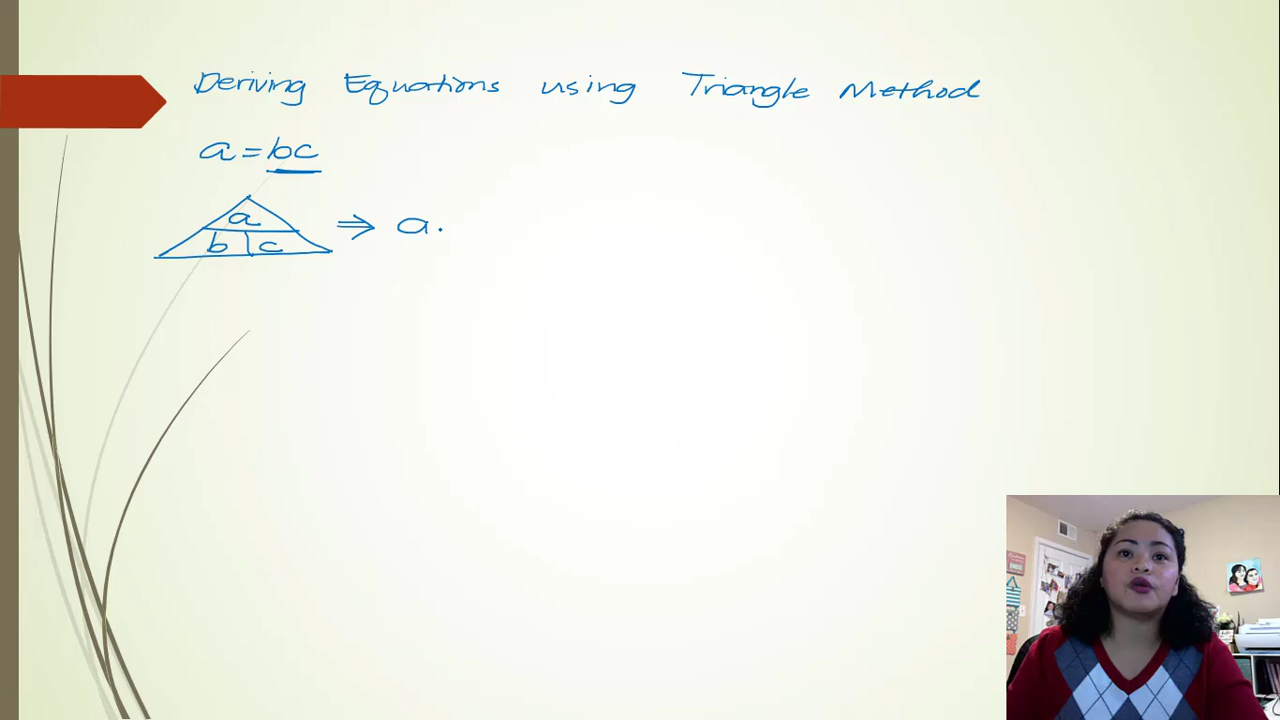 Deriving Equations using Triangle Method
a = bc
a ⇒ a.
b c